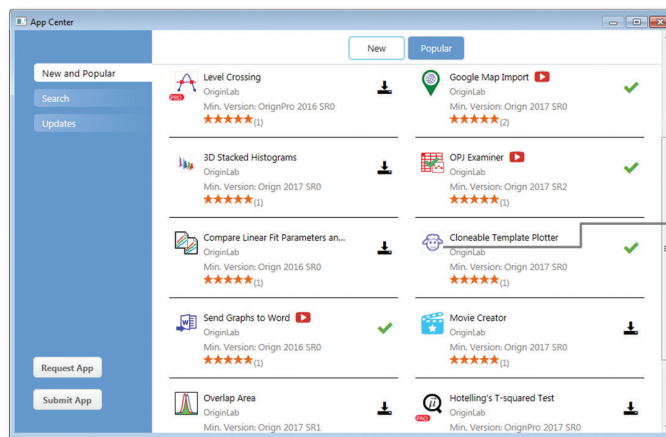 App Center
New Popular
New and Popular
Search
Updates
Request App
Submit App
Level Crossing
OriginLab
Min. Version: OrignPro 2016 SR0
(1)
PRO
Google Map Import
OriginLab
Min. Version: Orign 2017 SR0
(2)
3D Stacked Histograms
OriginLab
Min. Version: Orign 2017 SR0
(1)
OPJ Examiner
OriginLab
Min. Version: Orign 2017 SR2
(1)
Compare Linear Fit Parameters an...
OriginLab
Min. Version: Orign 2016 SR0
(1)
Cloneable Template Plotter
OriginLab
Min. Version: Orign 2017 SR0
(1)
W
Send Graphs to Word
OriginLab
Min. Version: Orign 2016 SR0
(1)
Movie Creator
OriginLab
Min. Version: Orign 2017 SR0
(1)
Overlap Area
OriginLab
Min. Version: Orign 2017 SR1
PRO
Hotelling's T-squared Test
OriginLab
Min. Version: OrignPro 2017 SR0